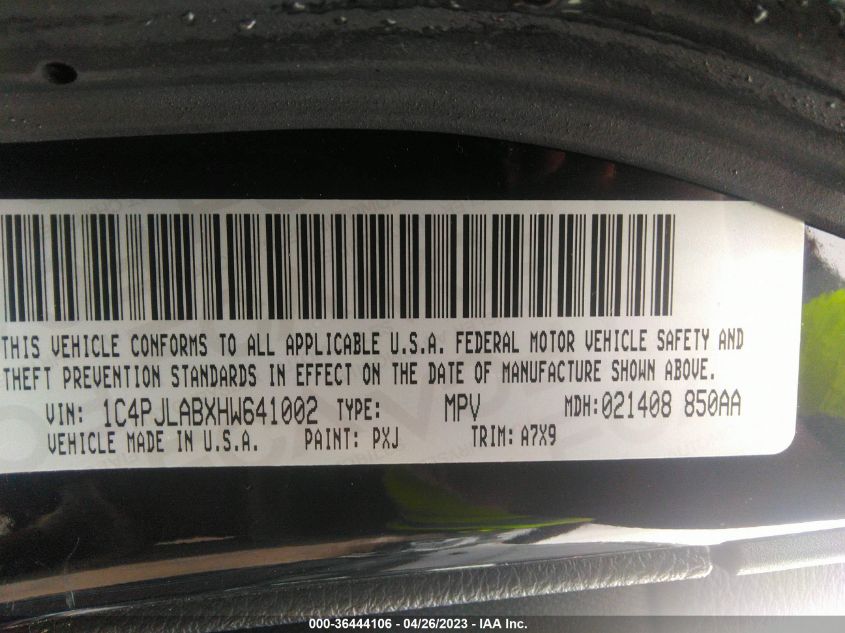 THIS VEHICLE CONFORMS TO ALL APPLICABLE U.S.A. FEDERAL MOTOR VEHICLE SAFETY AND
THEFT PREVENTION STANDARDS IN EFFECT ON THE DATE OF MANUFACTURE SHOWN ABOVE.
VIN: 1C4PJLABXHW641002 TYPE: MPV MDH:021408 850AA
VEHICLE MADE IN U.S.A. PAINT: PXJ TRIM: A7X9
000-36444106 - 04/26/2023 - IAA Inc.